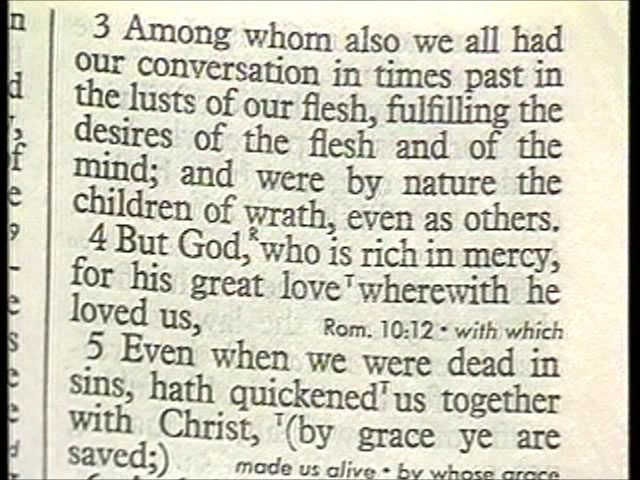 3 Among whom also we all had
our conversation in times past in
the lusts of our flesh, fulfilling the
desires of the flesh and of the
mind; and were by nature the
children of wrath, even as others.
4 But God,ᴿ who is rich in mercy,
for his great loveᵀ wherewith he
loved us, Rom. 10:12 • with which
5 Even when we were dead in
sins, hath quickenedᵀ us together
with Christ, ᵀ(by grace ye are
saved;) made us alive • by whose grace